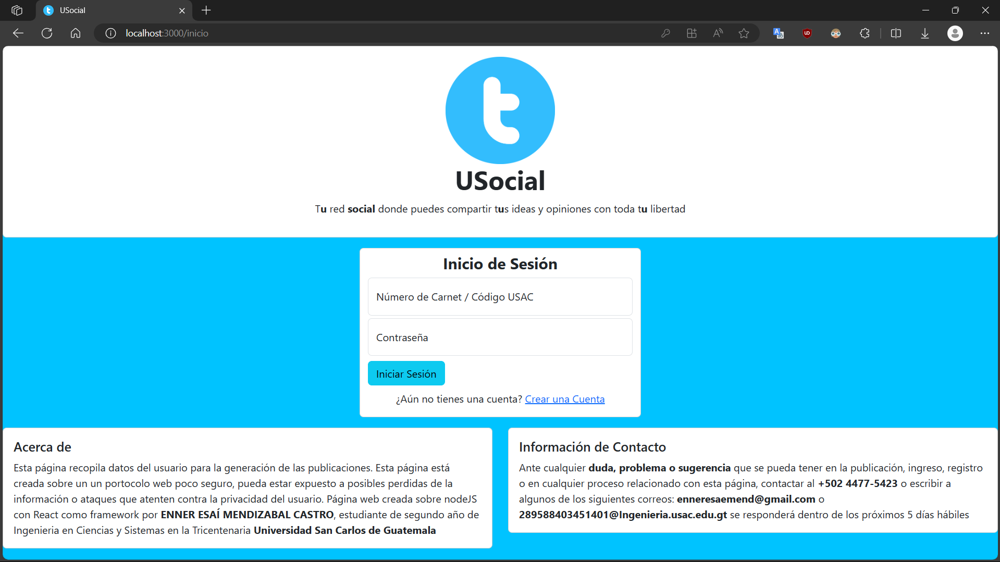 USocial
localhost:3000/inicio
t
USocial
Tu red social donde puedes compartir tus ideas y opiniones con toda tu libertad
Inicio de Sesión
Número de Carnet / Código USAC
Contraseña
Iniciar Sesión
¿Aún no tienes una cuenta? Crear una Cuenta
Acerca de
Esta página recopila datos del usuario para la generación de las publicaciones. Esta página está
creada sobre un un portocolo web poco seguro, pueda estar expuesto a posibles perdidas de la
información o ataques que atenten contra la privacidad del usuario. Página web creada sobre nodeJS
con React como framework por ENNER ESAÍ MENDIZABAL CASTRO, estudiante de segundo año de
Ingenieria en Ciencias y Sistemas en la Tricentenaria Universidad San Carlos de Guatemala
Información de Contacto
Ante cualquier duda, problema o sugerencia que se pueda tener en la publicación, ingreso, registro
o en cualquier proceso relacionado con esta página, contactar al +502 4477-5423 o escribir a
algunos de los siguientes correos: enneresaemend@gmail.com o
289588403451401@Ingenieria.usac.edu.gt se responderá dentro de los próximos 5 días hábiles